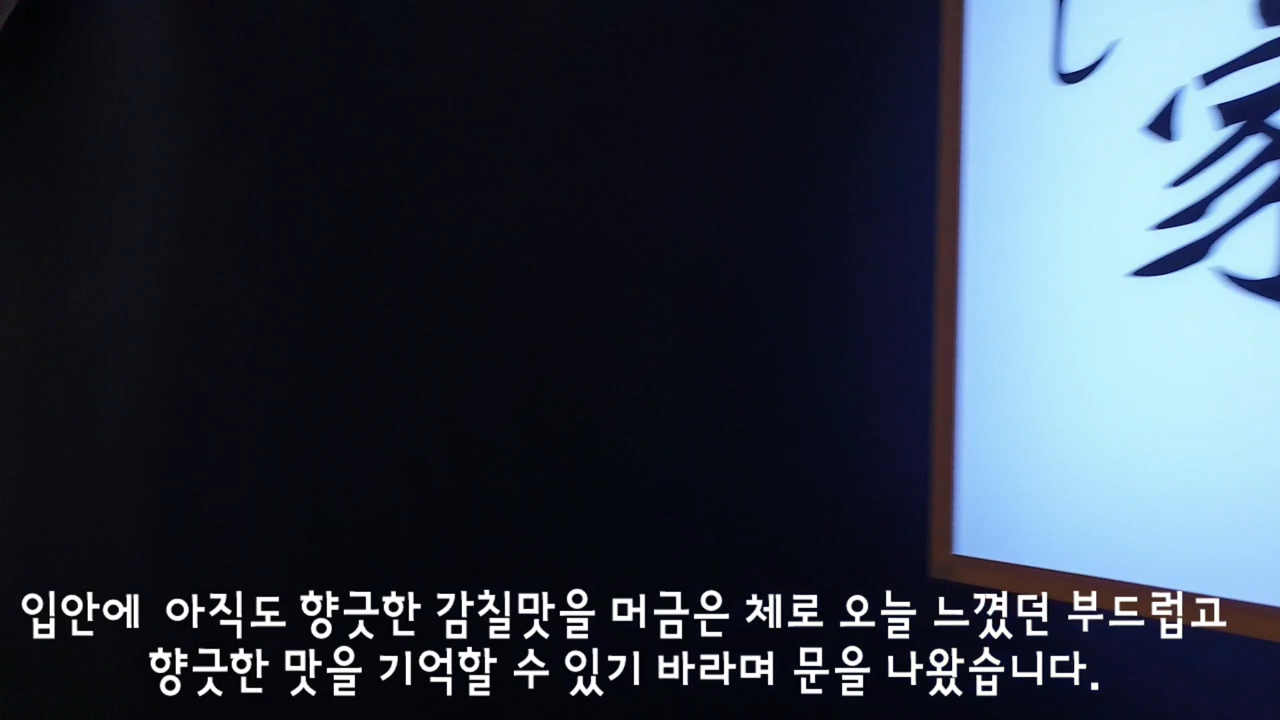 家
입안에 아직도 향긋한 감칠맛을 머금은 체로 오늘 느꼈던 부드럽고
향긋한 맛을 기억할 수 있기 바라며 문을 나왔습니다.